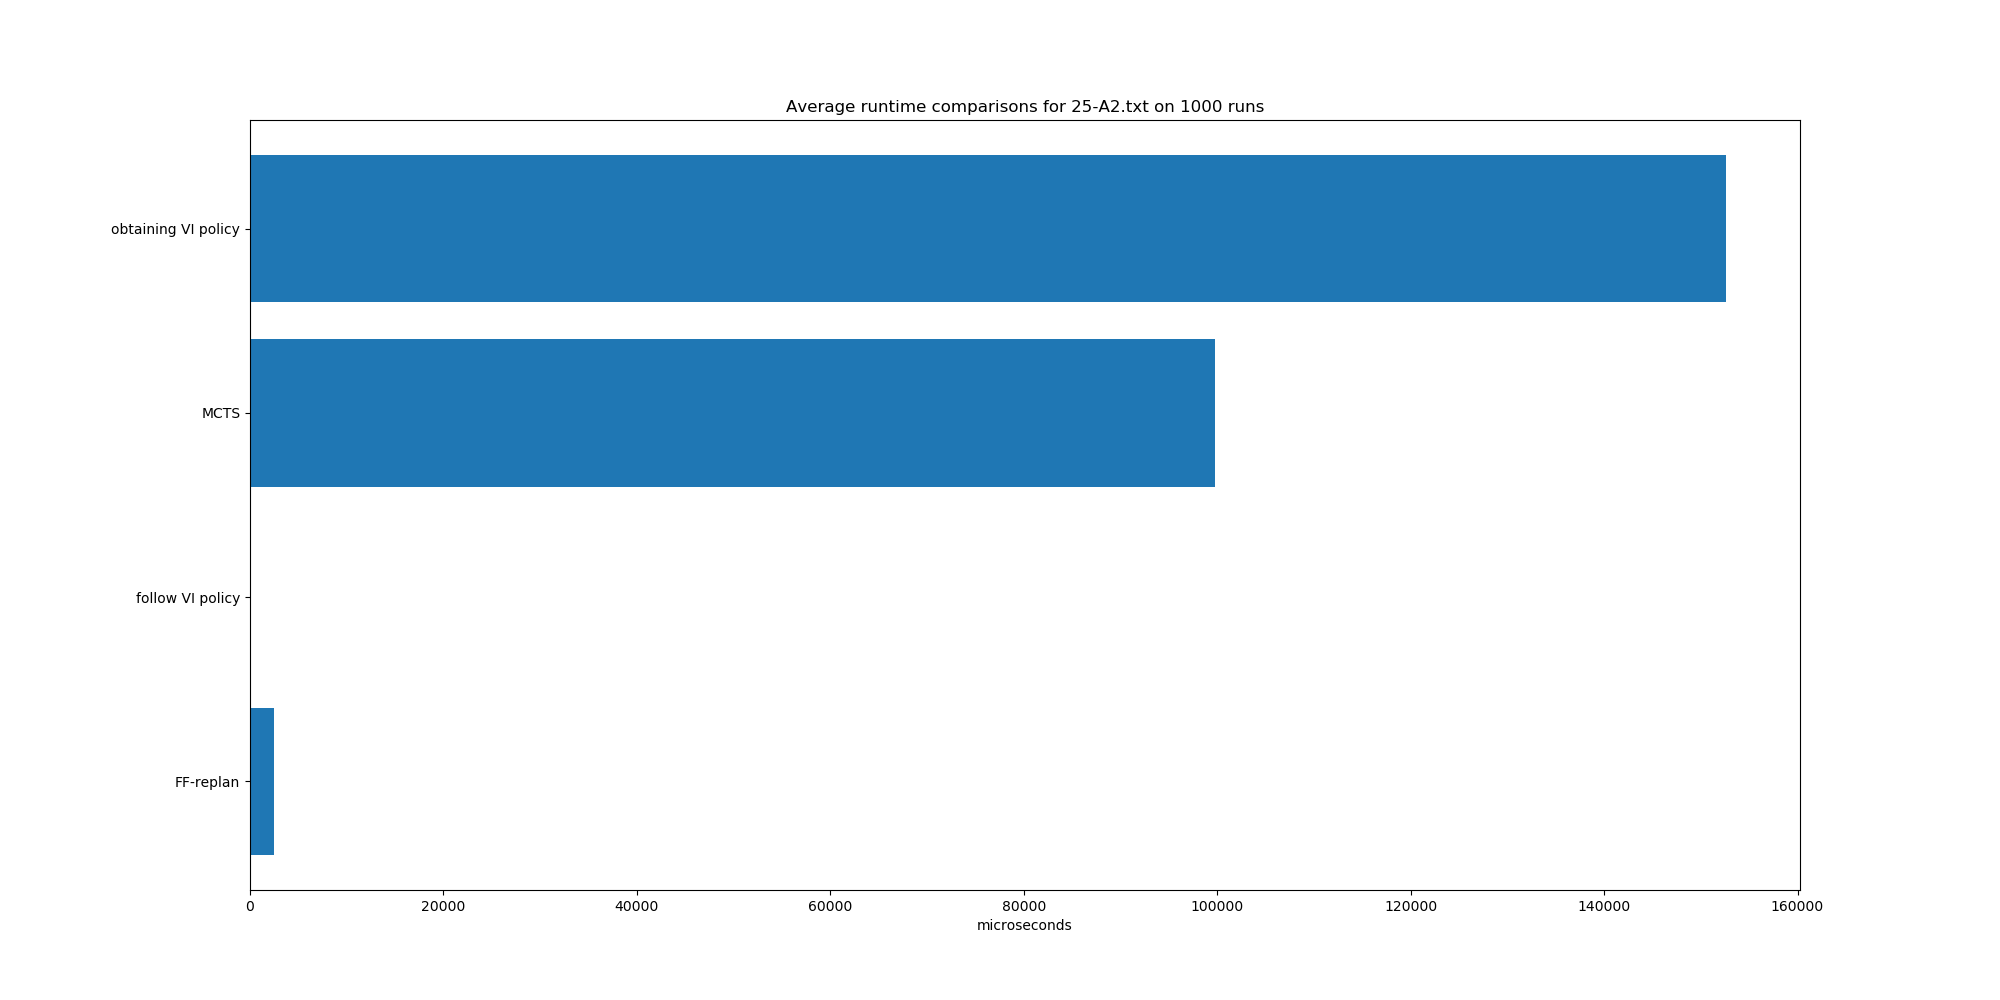 Average runtime comparisons for 25-A2.txt on 1000 runs
obtaining VI policy
MCTS
follow VI policy
FF-replan
0 20000 40000 60000 80000 100000 120000 140000 160000
microseconds